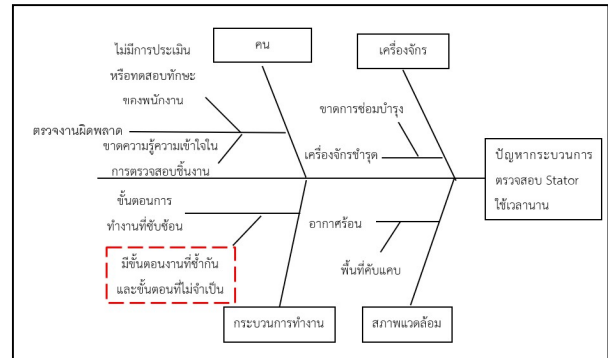 ไม่มีการประเมิน
หรือทดสอบทักษะ
ของพนักงาน
คน
เครื่องจักร
ขาดการซ่อมบำรุง
ตรวจงานผิดพลาด
ขาดความรู้ความเข้าใจใน
การตรวจสอบชิ้นงาน
เครื่องจักรชำรุด
ปัญหากระบวนการ
ตรวจสอบ Stator
ใช้เวลานาน
ขั้นตอนการ
ทำงานที่ซับซ้อน
อากาศร้อน
มีขั้นตอนงานที่ซ้ำกัน
และขั้นตอนที่ไม่จำเป็น
พื้นที่คับแคบ
กระบวนการทำงาน
สภาพแวดล้อม